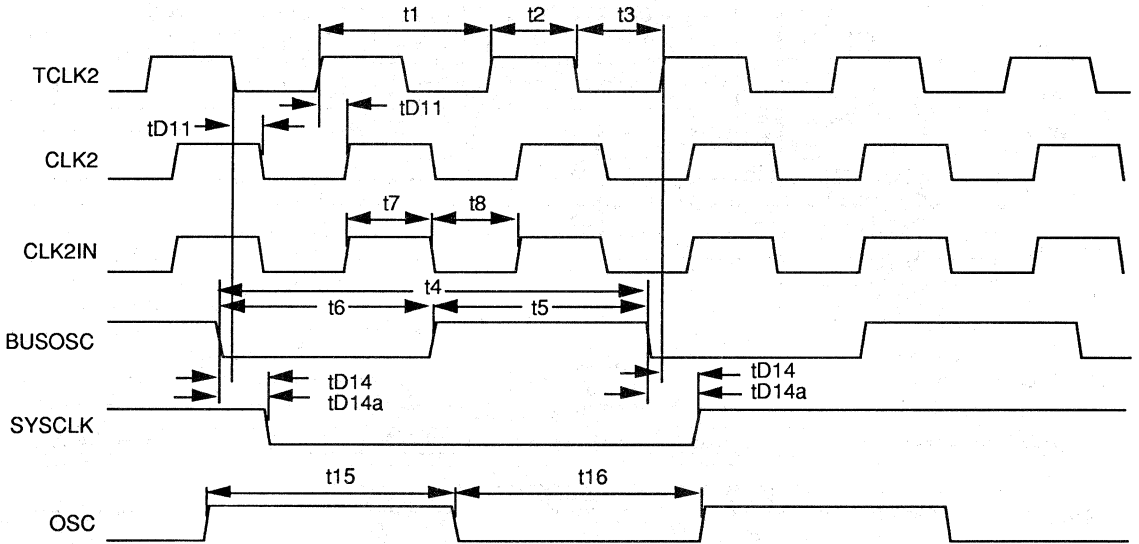 t1 t2 t3
TCLK2
tD11
tD11
CLK2
t7 t8
CLK2IN
t4
t6 t5
BUSOSC
tD14 tD14
tD14a tD14a
SYSCLK
t15 t16
OSC